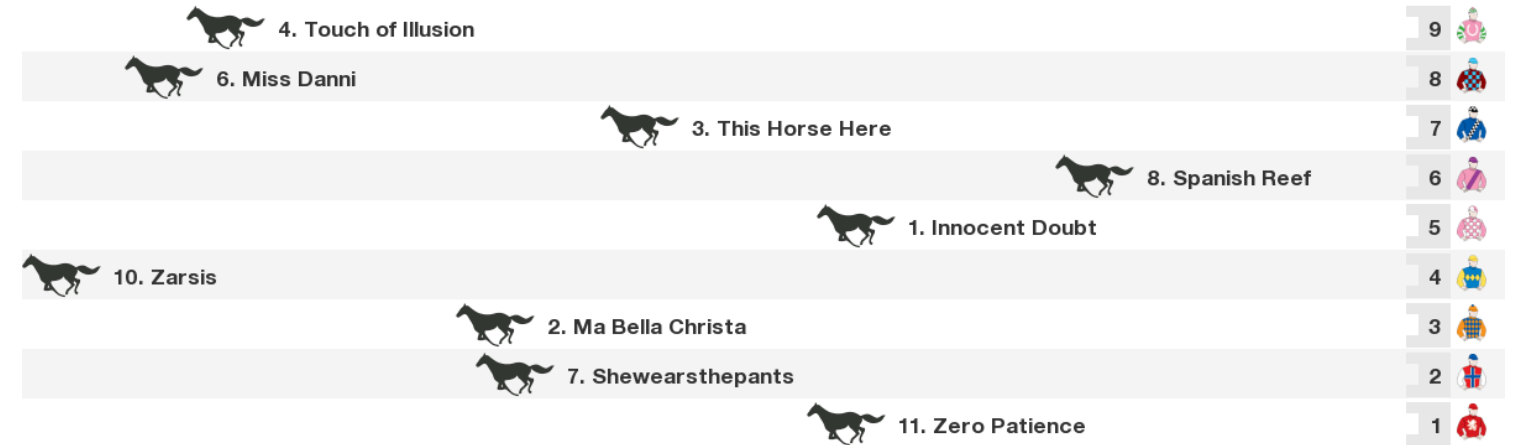 4. Touch of Illusion 9
6. Miss Danni 8
3. This Horse Here 7
8. Spanish Reef 6
1. Innocent Doubt 5
10. Zarsis 4
2. Ma Bella Christa 3
7. Shewearsthepants 2
11. Zero Patience 1